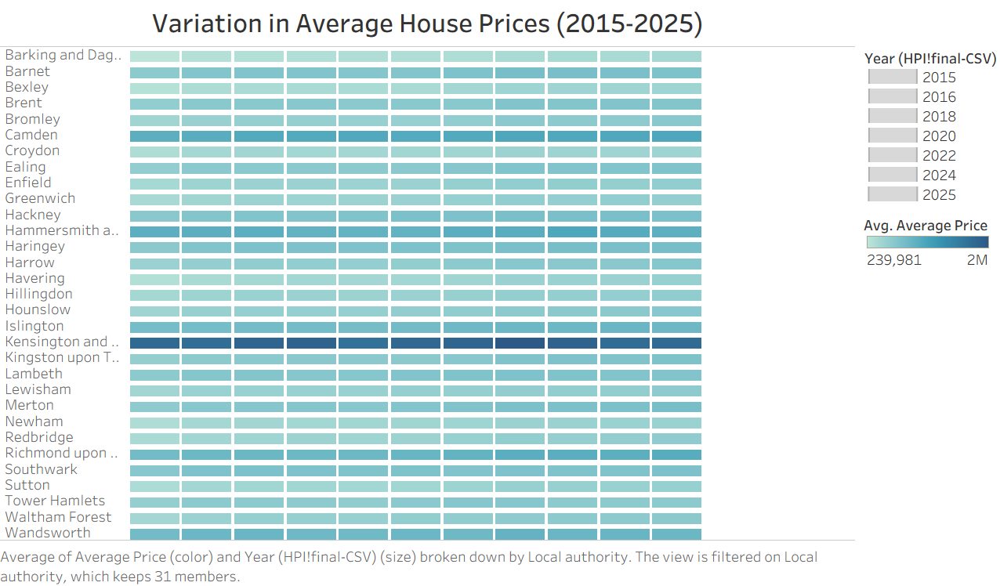 Variation in Average House Prices (2015-2025)
Barking and Dag..
Barnet
Bexley
Brent
Bromley
Camden
Croydon
Ealing
Enfield
Greenwich
Hackney
Hammersmith a..
Haringey
Harrow
Havering
Hillingdon
Hounslow
Islington
Kensington and ..
Kingston upon T..
Lambeth
Lewisham
Merton
Newham
Redbridge
Richmond upon ..
Southwark
Sutton
Tower Hamlets
Waltham Forest
Wandsworth
Year (HPI!final-CSV)
2015
2016
2018
2020
2022
2024
2025
Avg. Average Price
239,981 2M
Average of Average Price (color) and Year (HPI!final-CSV) (size) broken down by Local authority. The view is filtered on Local
authority, which keeps 31 members.